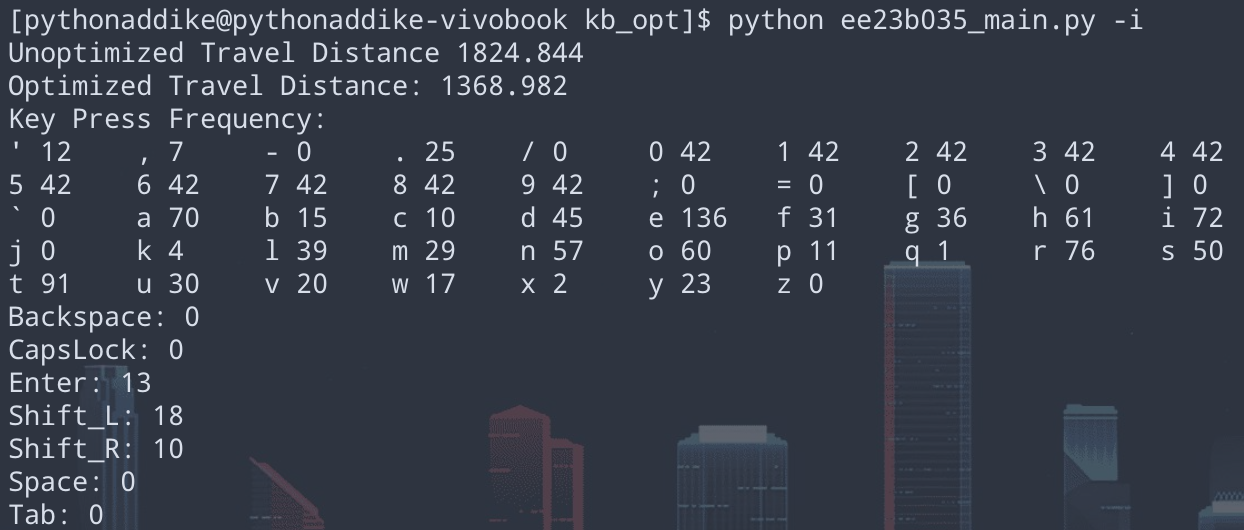 [pythonaddike@pythonaddike-vivobook kb_opt]$ python ee23b035_main.py -i
Unoptimized Travel Distance 1824.844
Optimized Travel Distance: 1368.982
Key Press Frequency:
' 12    , 7     - 0     . 25    / 0     0 42    1 42    2 42    3 42    4 42
5 42    6 42    7 42    8 42    9 42    ; 0     = 0     [ 0     \ 0     ] 0
` 0     a 70    b 15    c 10    d 45    e 136   f 31    g 36    h 61    i 72
j 0     k 4     l 39    m 29    n 57    o 60    p 11    q 1     r 76    s 50
t 91    u 30    v 20    w 17    x 2     y 23    z 0
Backspace: 0
CapsLock: 0
Enter: 13
Shift_L: 18
Shift_R: 10
Space: 0
Tab: 0